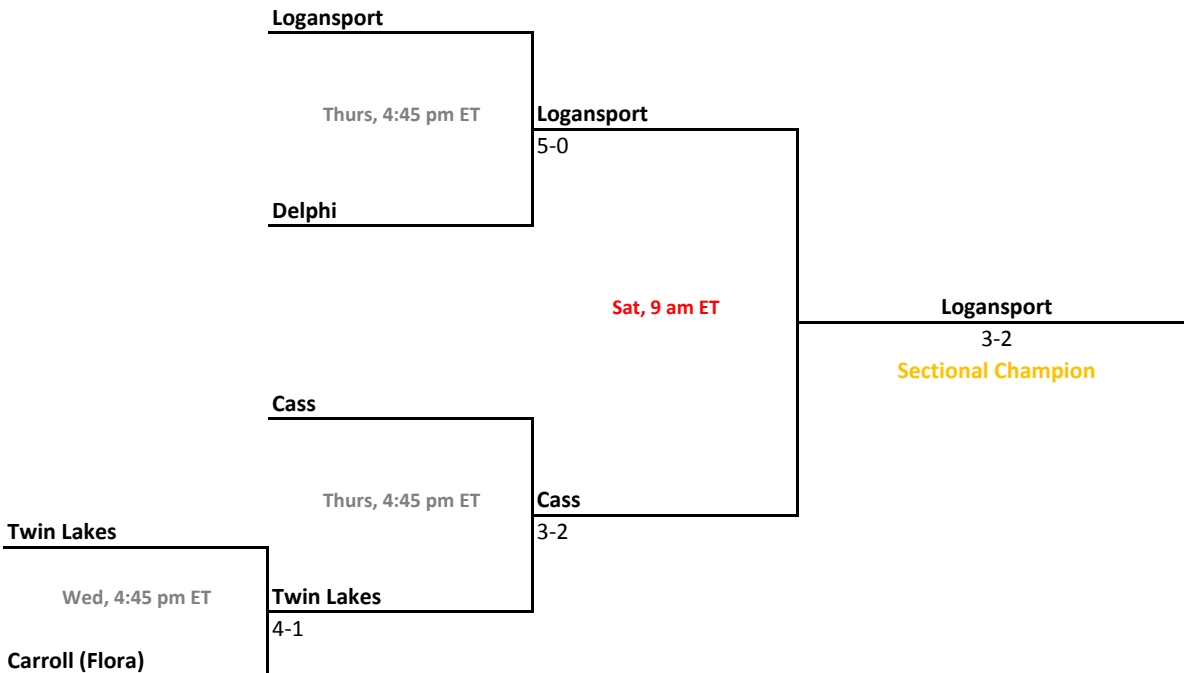 Logansport
Thurs, 4:45 pm ET
Logansport
5-0
Delphi
Sat, 9 am ET
Logansport
3-2
Sectional Champion
Cass
Thurs, 4:45 pm ET
Cass
3-2
Twin Lakes
Wed, 4:45 pm ET
Twin Lakes
4-1
Carroll (Flora)